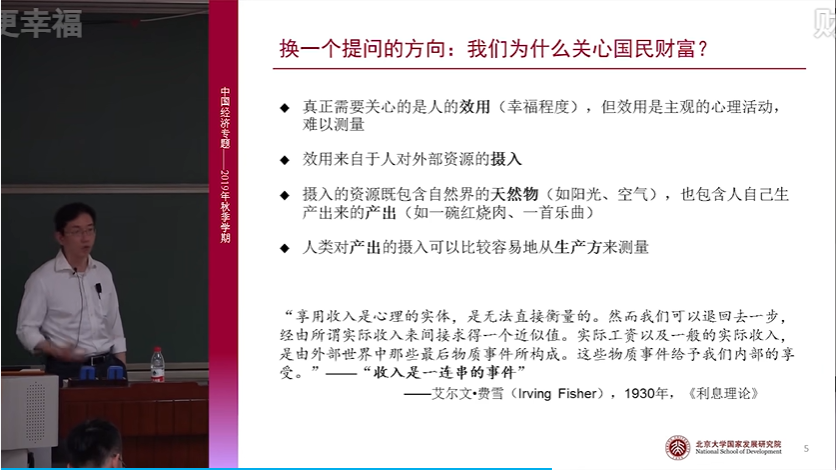 更幸福
财
换一个提问的方向：我们为什么关心国民财富？
中国经济专题——2019年秋季学期
◆ 真正需要关心的是人的效用（幸福程度），但效用是主观的心理活动，
难以测量
◆ 效用来自于人对外部资源的摄入
◆ 摄入的资源既包含自然界的天然物（如阳光、空气），也包含人自己生
产出来的产出（如一碗红烧肉、一首乐曲）
◆ 人类对产出的摄入可以比较容易地从生产方来测量
“享用收入是心理的实体，是无法直接衡量的。然而我们可以退回去一步，
经由所谓实际收入来间接求得一个近似值。实际工资以及一般的实际收入，
是由外部世界中那些最后物质事件所构成。这些物质事件给予我们内部的享
受。”——“收入是一连串的事件”
——艾尔文•费雪（Irving Fisher），1930年，《利息理论》
北京大学国家发展研究院
National School of Development
5